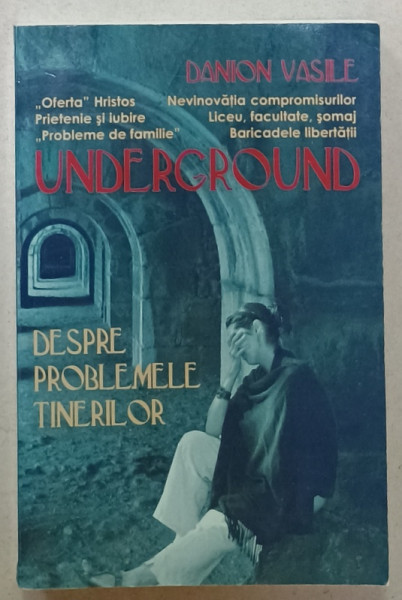 DANION VASILE
„Oferta” Hristos Nevinovăția compromisurilor
Prietenie și iubire Liceu, facultate, șomaj
„Probleme de familie” Baricadele libertății
UNDERGROUND
DESPRE
PROBLEMELE
TINERILOR